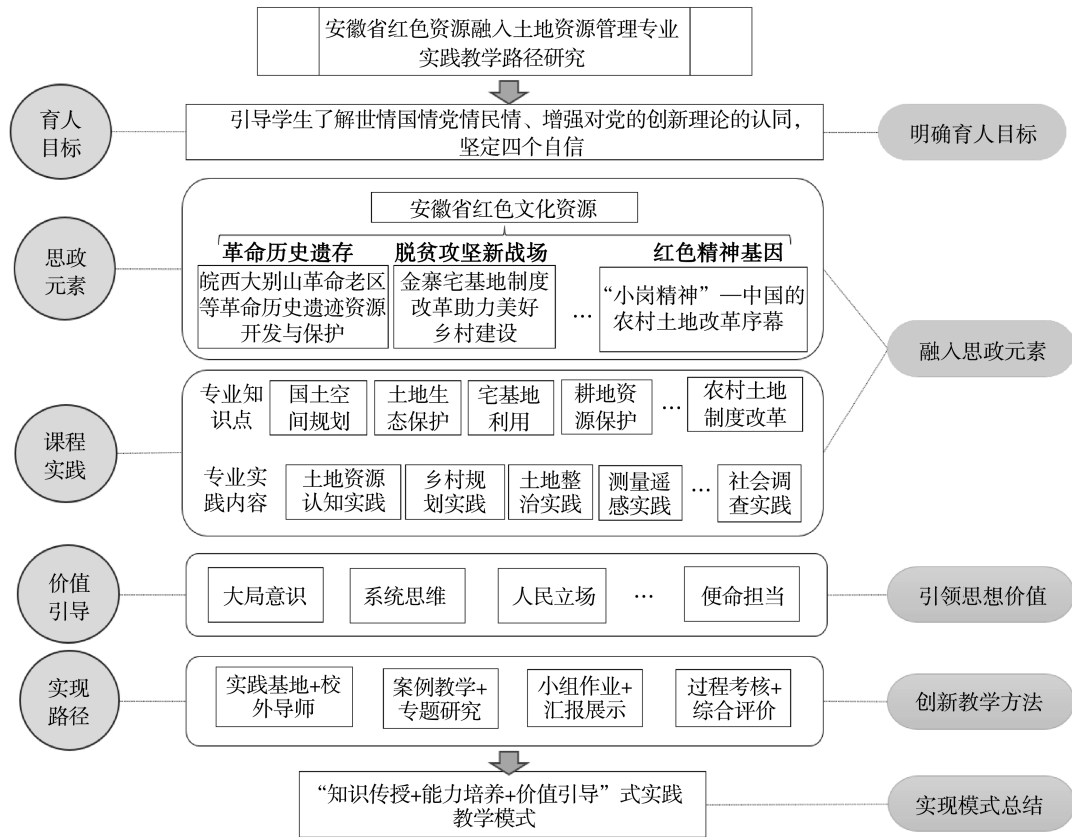 安徽省红色资源融入土地资源管理专业
实践教学路径研究
育人
目标
引导学生了解世情国情党情民情、增强对党的创新理论的认同，
坚定四个自信
明确育人目标
思政
元素
安徽省红色文化资源
革命历史遗存
皖西大别山革命老区
等革命历史遗迹资源
开发与保护
脱贫攻坚新战场
金寨宅基地制度
改革助力美好
乡村建设
…
红色精神基因
“小岗精神”—中国的
农村土地改革序幕
融入思政元素
课程
实践
专业知
识点
国土空
间规划
土地生
态保护
宅基地
利用
耕地资
源保护
…
农村土地
制度改革
专业实
践内容
土地资源
认知实践
乡村规
划实践
土地整
治实践
测量遥
感实践
…
社会调
查实践
价值
引导
大局意识
系统思维
人民立场
…
便命担当
引领思想价值
实现
路径
实践基地+校
外导师
案例教学+
专题研究
小组作业+
汇报展示
过程考核+
综合评价
创新教学方法
“知识传授+能力培养+价值引导”式实践
教学模式
实现模式总结